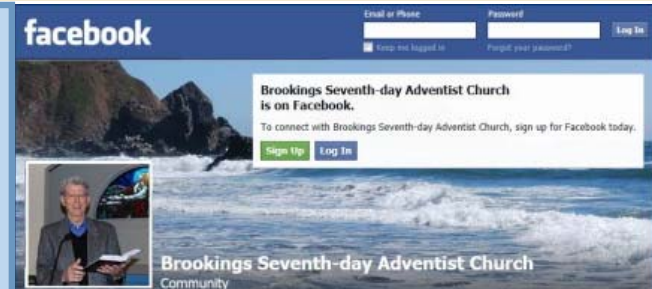 facebook
Email or Phone
Password
Log In
Keep me logged in
Forgot your password?
Brookings Seventh-day Adventist Church
is on Facebook.
To connect with Brookings Seventh-day Adventist Church, sign up for Facebook today.
Sign Up
Log In
Brookings Seventh-day Adventist Church
Community